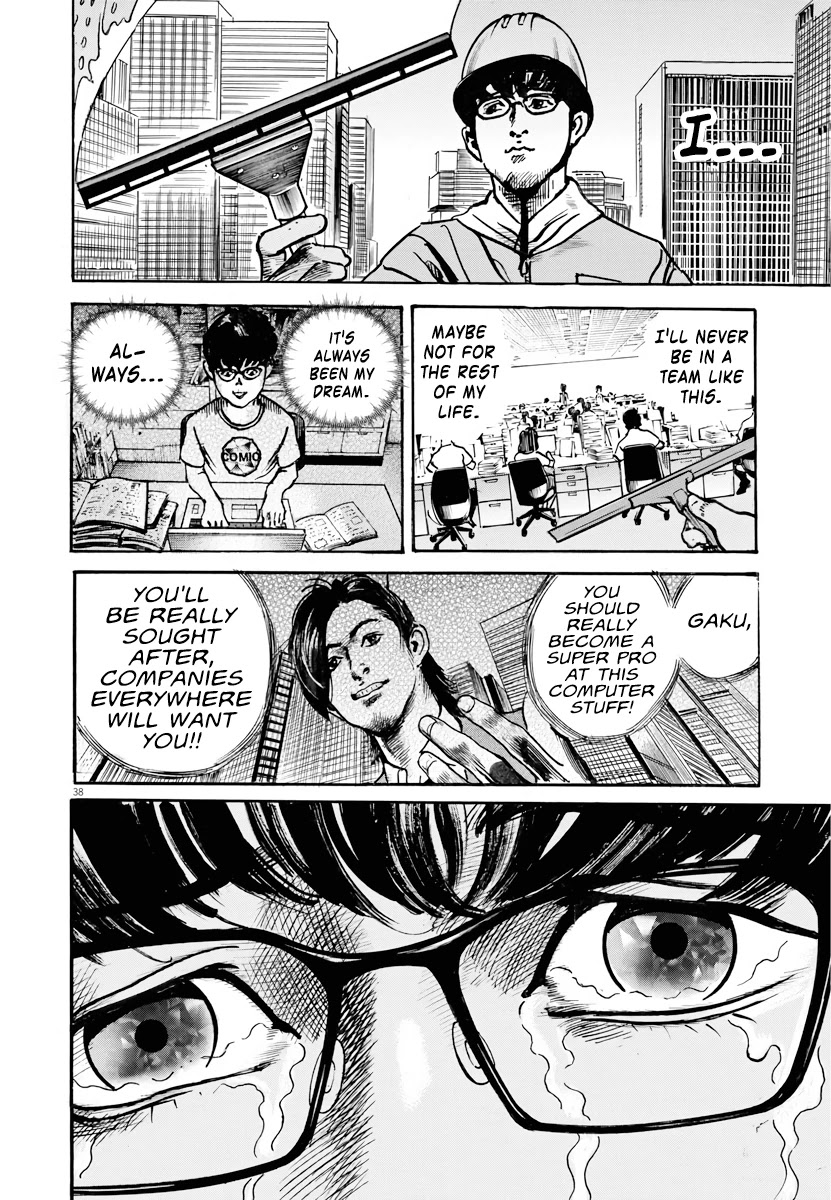 I....
MAYBE
NOT FOR
THE REST
OF MY
LIFE.
I'LL NEVER
BE IN A
TEAM LIKE
THIS.
IT'S
ALWAYS
BEEN MY
DREAM.
AL-
WAYS...
COMIC
GAKU,
YOU
SHOULD
REALLY
BECOME A
SUPER PRO
AT THIS
COMPUTER
STUFF!
YOU'LL
BE REALLY
SOUGHT
AFTER,
COMPANIES
EVERYWHERE
WILL WANT
YOU!!
38